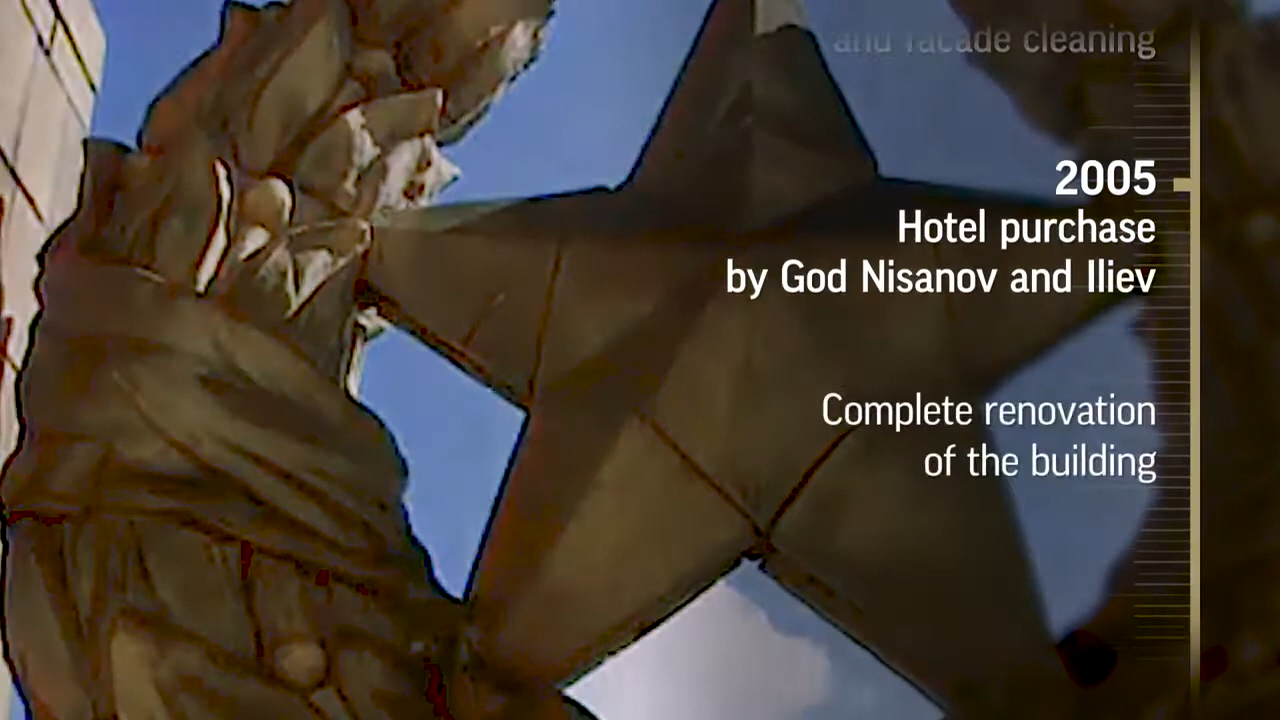 and facade cleaning
2005
Hotel purchase
by God Nisanov and Iliev
Complete renovation
of the building